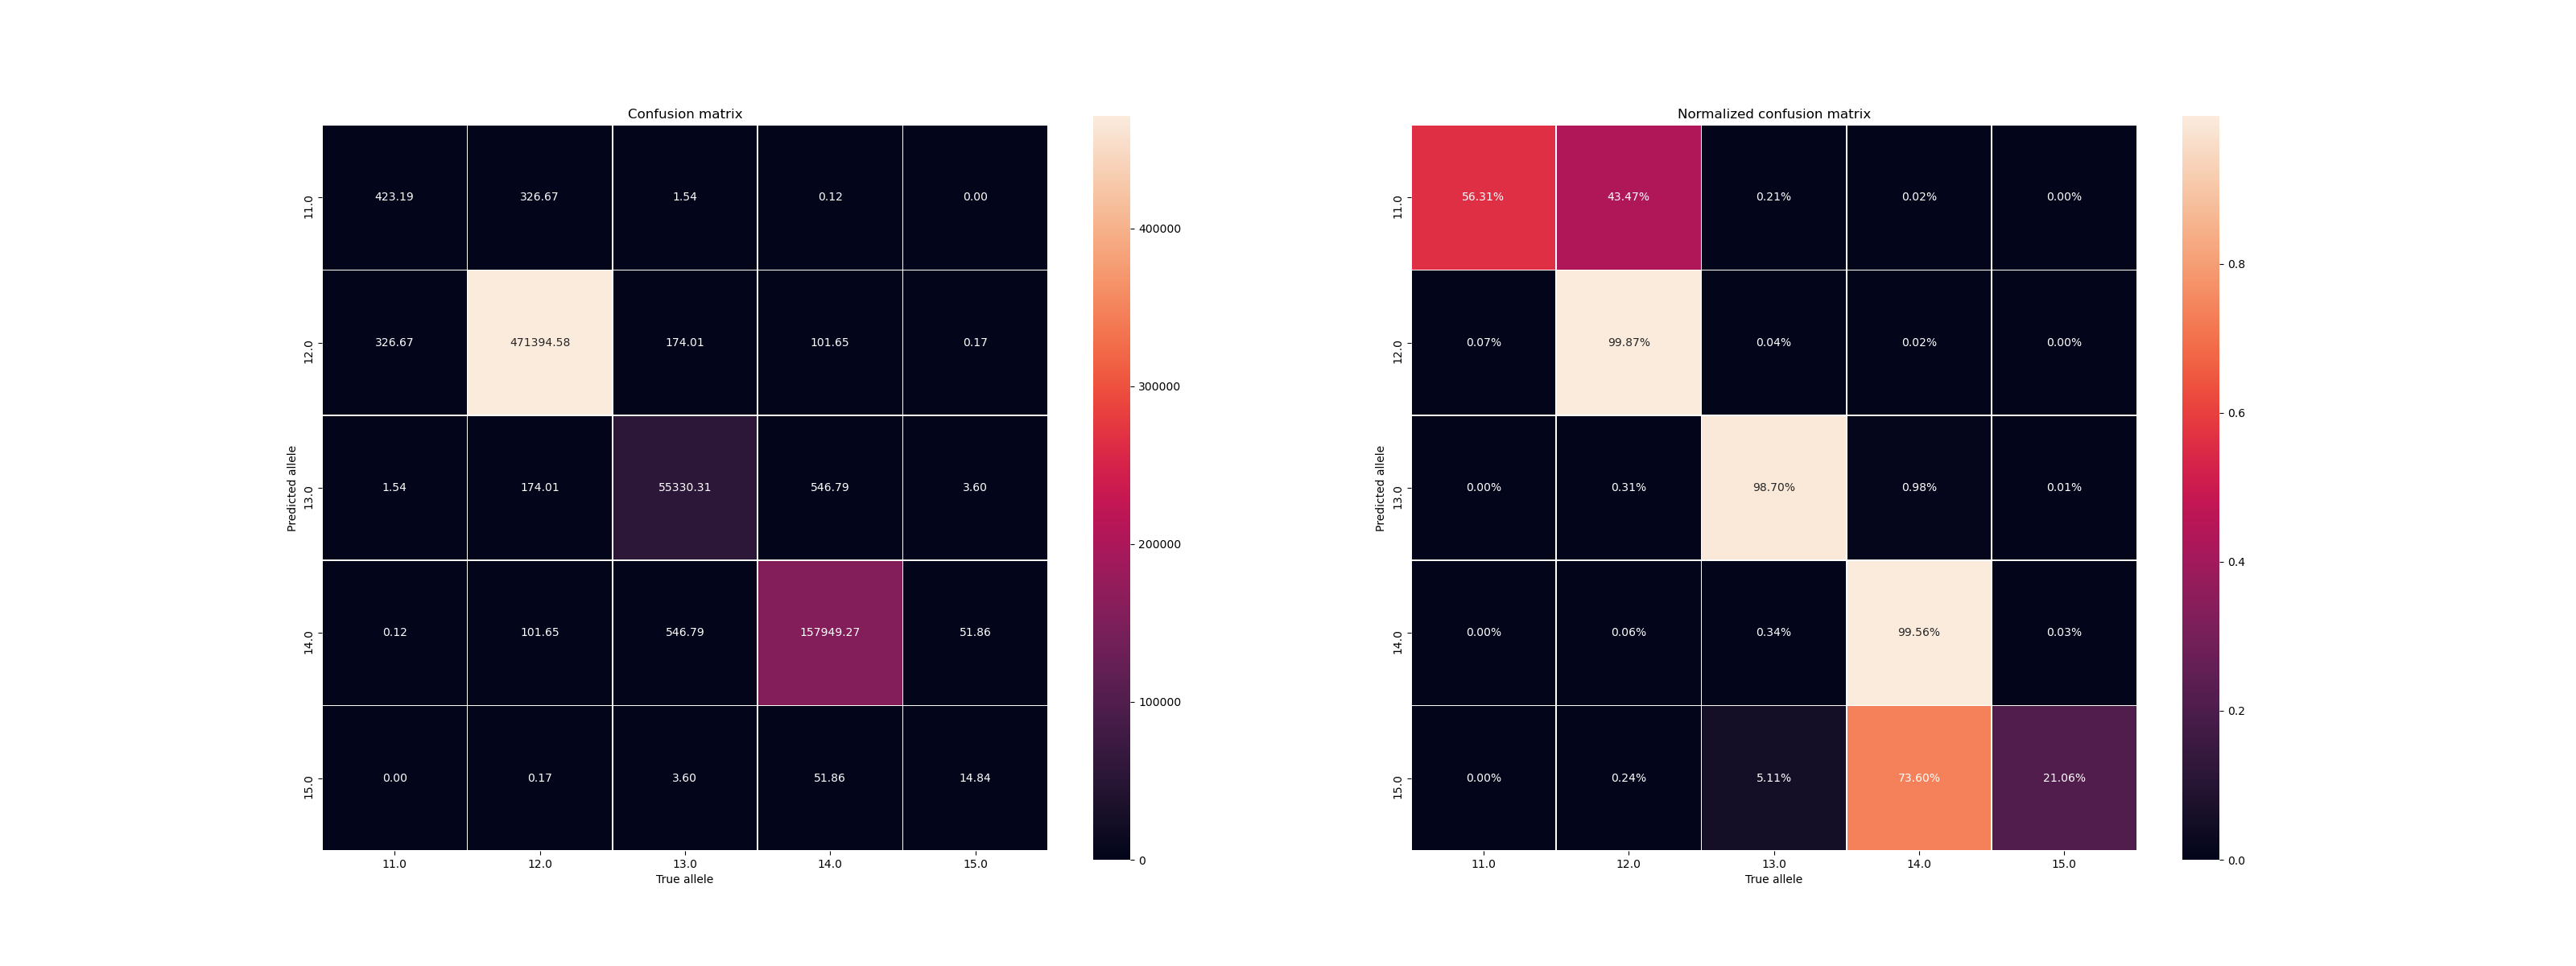 Confusion matrix
11.0 423.19 326.67 1.54 0.12 0.00
12.0 326.67 471394.58 174.01 101.65 0.17
13.0 1.54 174.01 55330.31 546.79 3.60
14.0 0.12 101.65 546.79 157949.27 51.86
15.0 0.00 0.17 3.60 51.86 14.84
Predicted allele
11.0 12.0 13.0 14.0 15.0
True allele
400000
300000
200000
100000
0
Normalized confusion matrix
11.0 56.31% 43.47% 0.21% 0.02% 0.00%
12.0 0.07% 99.87% 0.04% 0.02% 0.00%
13.0 0.00% 0.31% 98.70% 0.98% 0.01%
14.0 0.00% 0.06% 0.34% 99.56% 0.03%
15.0 0.00% 0.24% 5.11% 73.60% 21.06%
Predicted allele
11.0 12.0 13.0 14.0 15.0
True allele
0.8
0.6
0.4
0.2
0.0